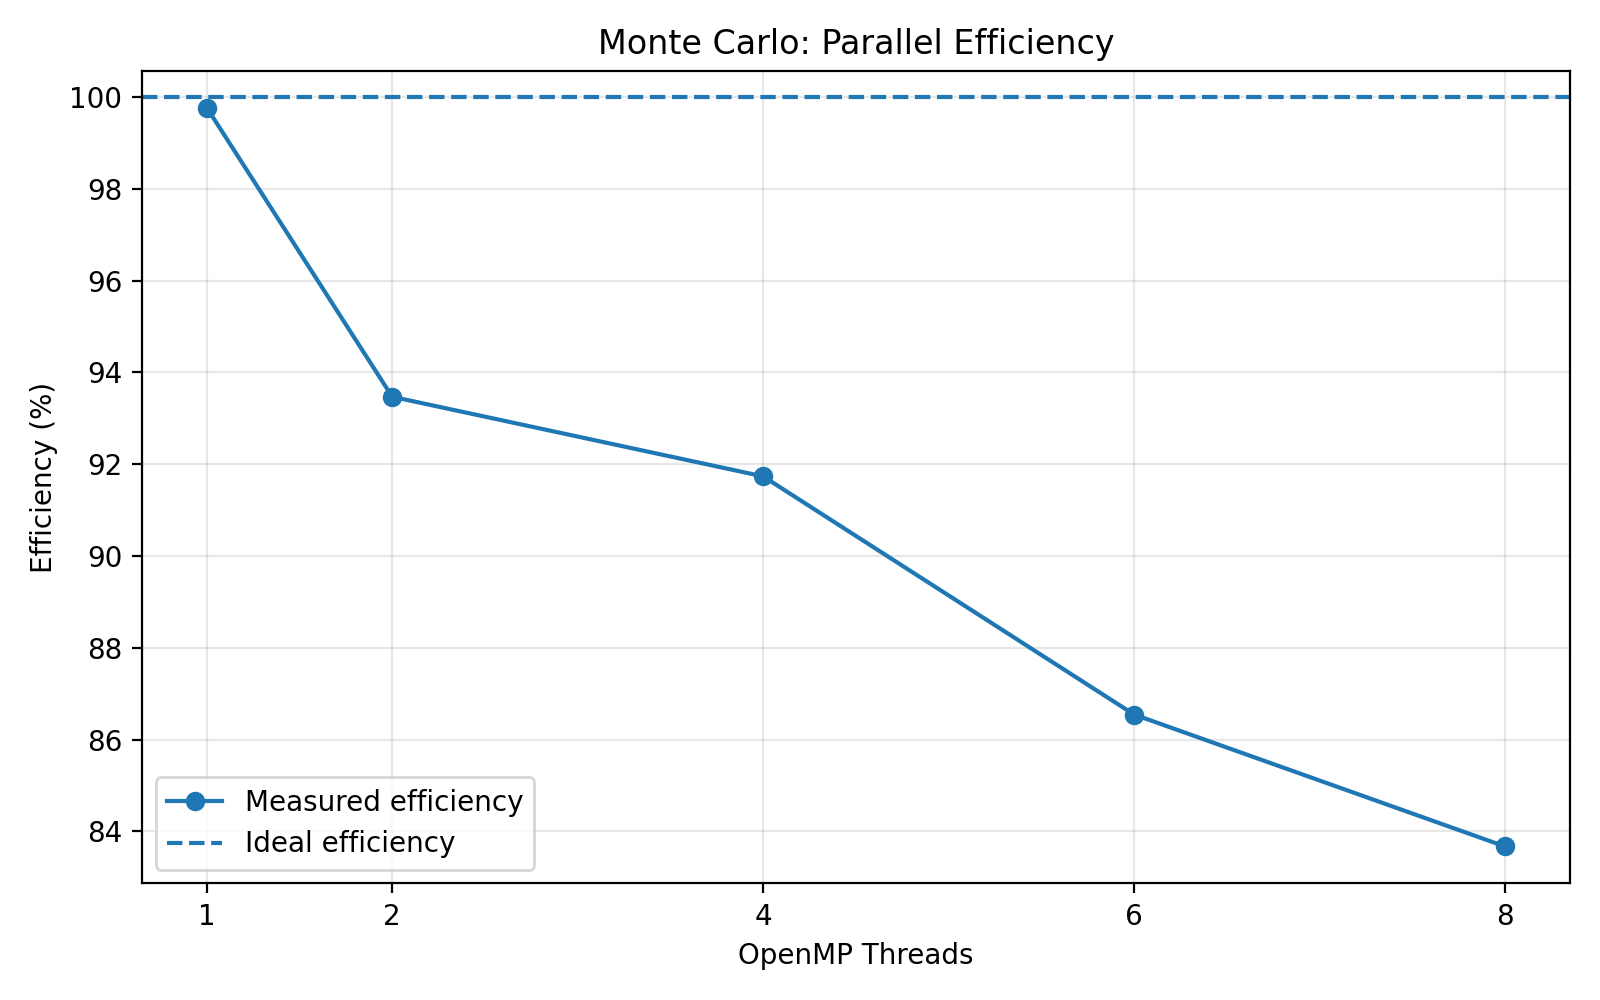 Monte Carlo: Parallel Efficiency
Efficiency (%)
100
98
96
94
92
90
88
86
84
Measured efficiency
Ideal efficiency
1 2 4 6 8
OpenMP Threads